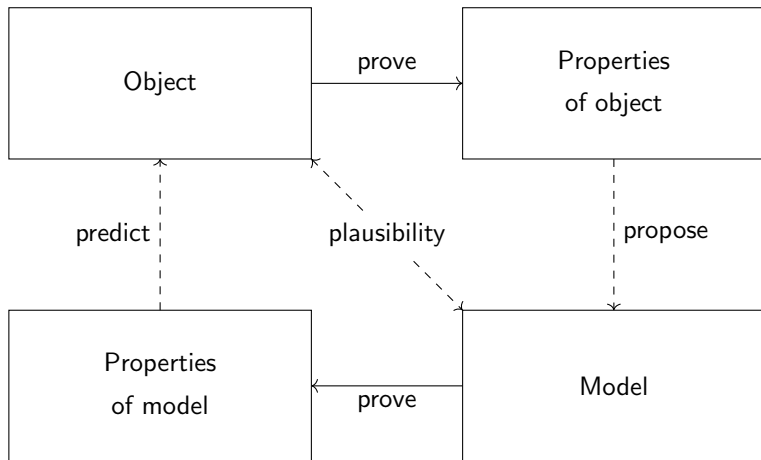 Object
prove
Properties
of object
predict
plausibility
propose
Properties
of model
prove
Model